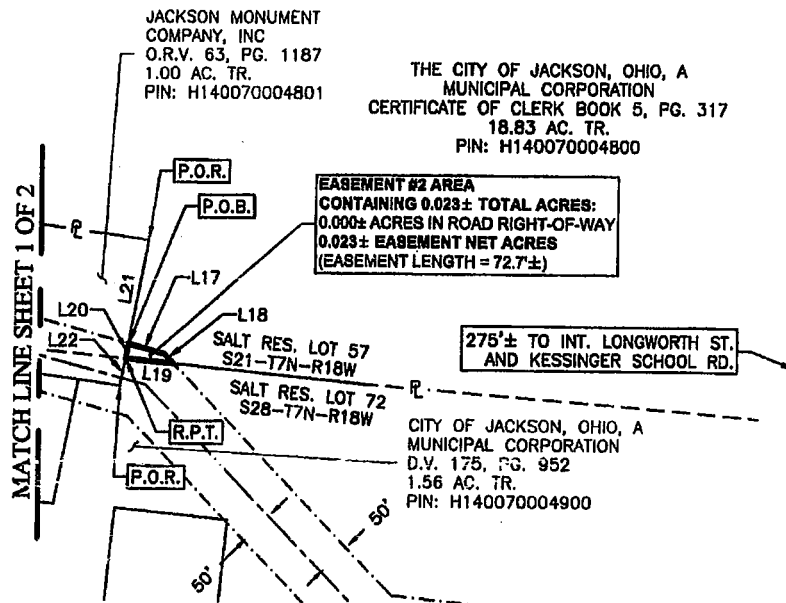 JACKSON MONUMENT
COMPANY, INC
O.R.V. 63, PG. 1187
1.00 AC. TR.
PIN: H140070004801
THE CITY OF JACKSON, OHIO, A
MUNICIPAL CORPORATION
CERTIFICATE OF CLERK BOOK 5, PG. 317
18.83 AC. TR.
PIN: H140070004800
P.O.R.
P.O.B.
EASEMENT #2 AREA
CONTAINING 0.023± TOTAL ACRES:
0.000± ACRES IN ROAD RIGHT-OF-WAY
0.023± EASEMENT NET ACRES
(EASEMENT LENGTH = 72.7'±)
MATCH LINE SHEET 1 OF 2
PL
L21
L17
L20
L18
L22
L19
SALT RES. LOT 57
S21-T7N-R18W
275'± TO INT. LONGWORTH ST.
AND KESSINGER SCHOOL RD.
SALT RES. LOT 72
S28-T7N-R18W
PL
R.P.T.
P.O.R.
CITY OF JACKSON, OHIO, A
MUNICIPAL CORPORATION
D.V. 175, PG. 952
1.56 AC. TR.
PIN: H140070004900
50'
50'